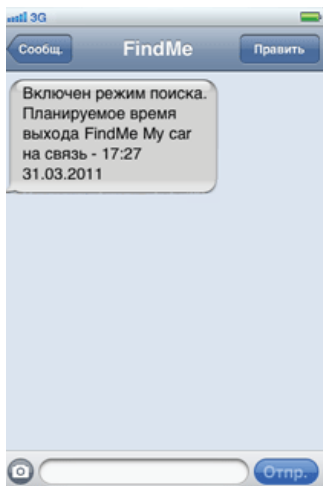 3G
Сообщ.
FindMe
Править
Включен режим поиска.
Планируемое время
выхода FindMe My car
на связь - 17:27
31.03.2011
Отпр.